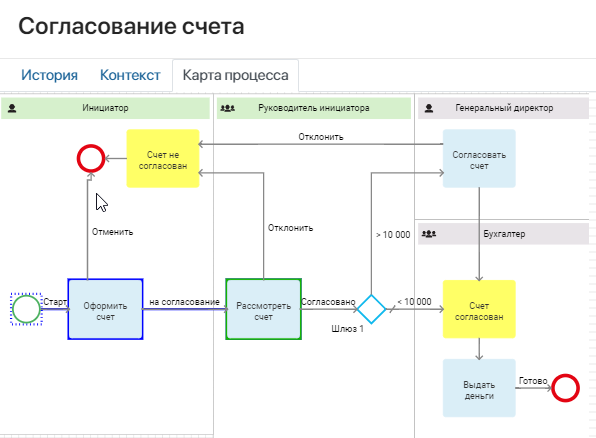 Согласование счета
История
Контекст
Карта процесса
Инициатор
Руководитель инициатора
Генеральный директор
Отклонить
Счет не
согласован
Согласовать
счет
Отменить
Отклонить
> 10 000
Бухгалтер
Старт
Оформить
счет
на согласование
Рассмотреть
счет
Согласовано
Шлюз 1
< 10 000
Счет
согласован
Выдать
деньги
Готово